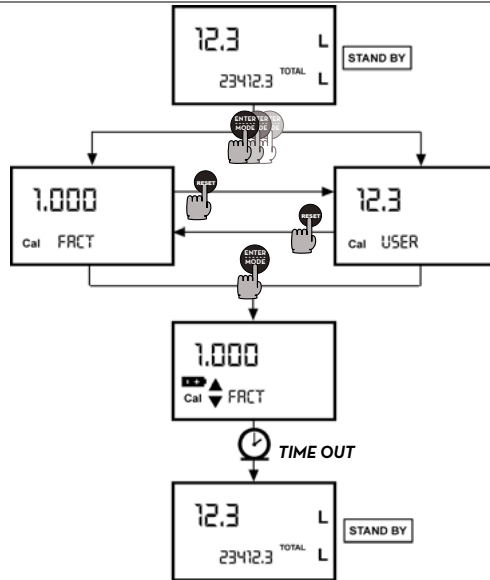 12.3 L
STAND BY
23412.3 TOTAL L
ENTER
MODE
1.000
RESET
12.3
RESET
Cal FACT
Cal USER
ENTER
MODE
1.000
Cal FACT
TIME OUT
12.3 L
STAND BY
23412.3 TOTAL L